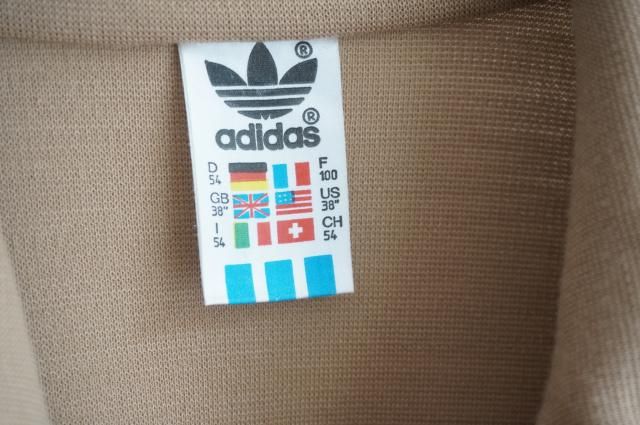 ®
®
adidas
D 54 F 100
GB 38" US 38"
I 54 CH 54